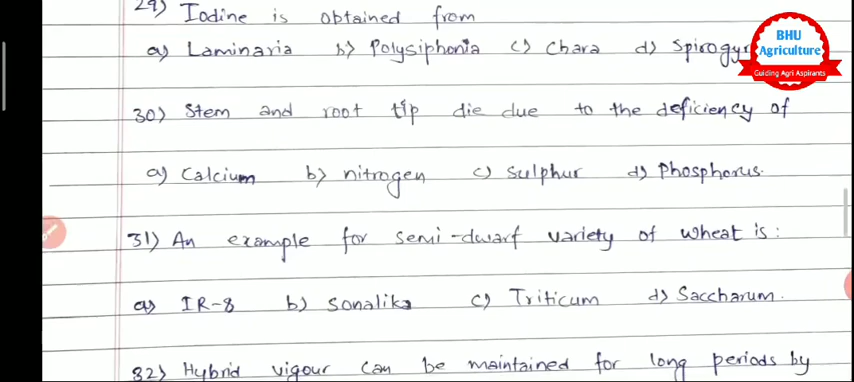 29) Iodine is obtained from
a) Laminaria b) Polysiphonia c) Chara d) Spirogyr
BHU
Agriculture
Guiding Agri Aspirants
30) Stem and root tip die due to the deficiency of
a) Calcium b) nitrogen c) Sulphur d) Phosphorus.
31) An example for semi-dwarf variety of wheat is:
a) IR-8 b) Sonalika c) Triticum d) Saccharum.
32) Hybrid vigour can be maintained for long periods by